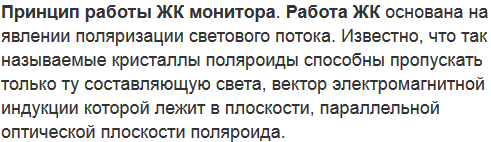 Принцип работы ЖК монитора. Работа ЖК основана на
явлении поляризации светового потока. Известно, что так
называемые кристаллы поляроиды способны пропускать
только ту составляющую света, вектор электромагнитной
индукции которой лежит в плоскости, параллельной
оптической плоскости поляроида.